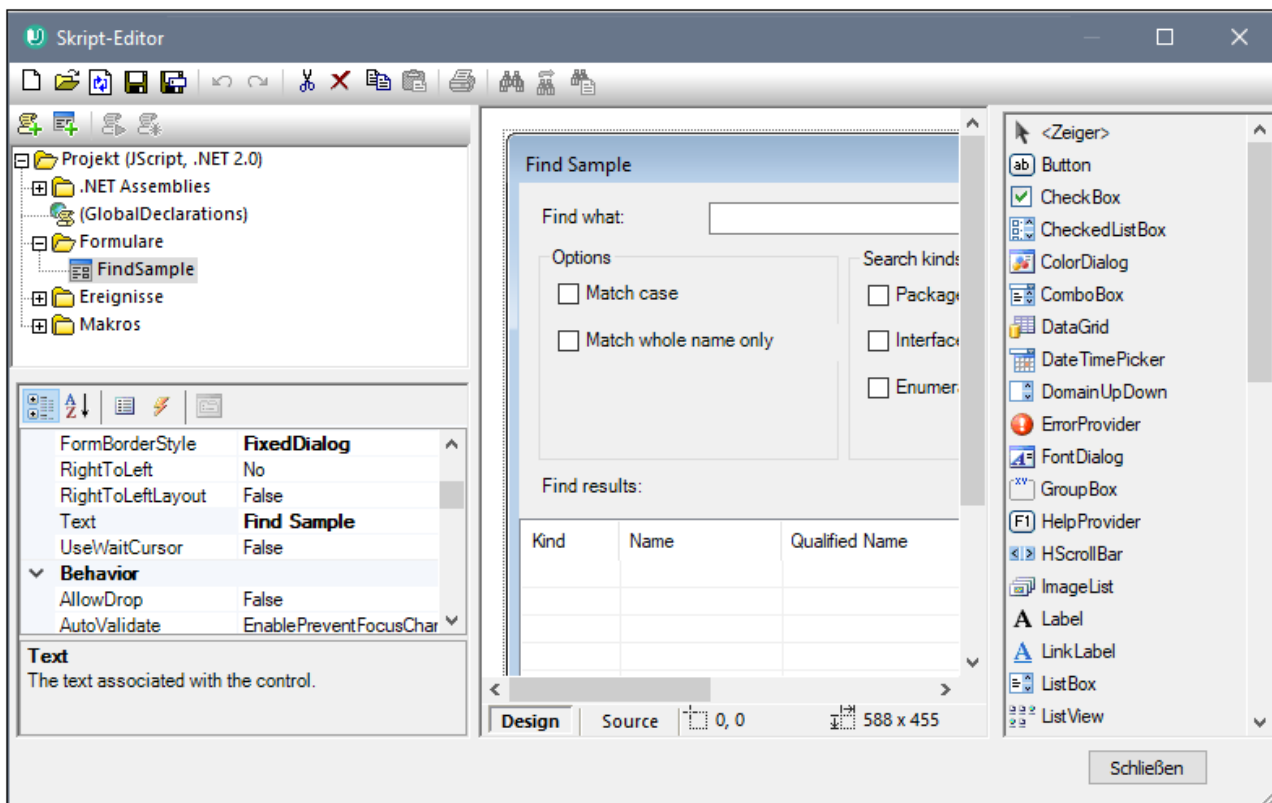 Skript-Editor
Projekt (JScript, .NET 2.0)
.NET Assemblies
(GlobalDeclarations)
Formulare
FindSample
Ereignisse
Makros
FormBorderStyle FixedDialog
RightToLeft No
RightToLeftLayout False
Text Find Sample
UseWaitCursor False
Behavior
AllowDrop False
AutoValidate EnablePreventFocusChar
Text
The text associated with the control.
Find Sample
Find what:
Options
Match case
Match whole name only
Search kinds
Package
Interface
Enumer
Find results:
Kind Name Qualified Name
Design Source 0, 0 588 x 455
<Zeiger>
ab Button
CheckBox
CheckedListBox
ColorDialog
ComboBox
DataGrid
DateTimePicker
DomainUpDown
ErrorProvider
FontDialog
XY GroupBox
F1 HelpProvider
HScrollBar
ImageList
A Label
A LinkLabel
ListBox
ListView
Schließen